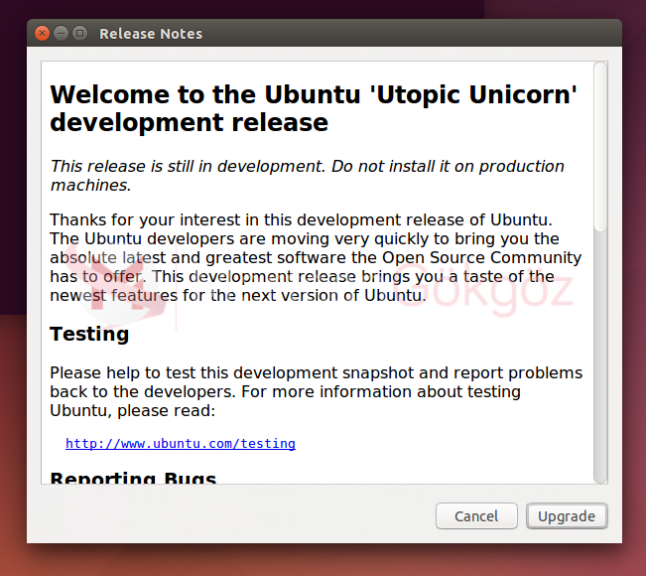 Release Notes
Welcome to the Ubuntu 'Utopic Unicorn'
development release
This release is still in development. Do not install it on production
machines.
Thanks for your interest in this development release of Ubuntu.
The Ubuntu developers are moving very quickly to bring you the
absolute latest and greatest software the Open Source Community
has to offer. This development release brings you a taste of the
newest features for the next version of Ubuntu.
Gökgöz
Testing
Please help to test this development snapshot and report problems
back to the developers. For more information about testing
Ubuntu, please read:
http://www.ubuntu.com/testing
Reporting Bugs
Cancel
Upgrade